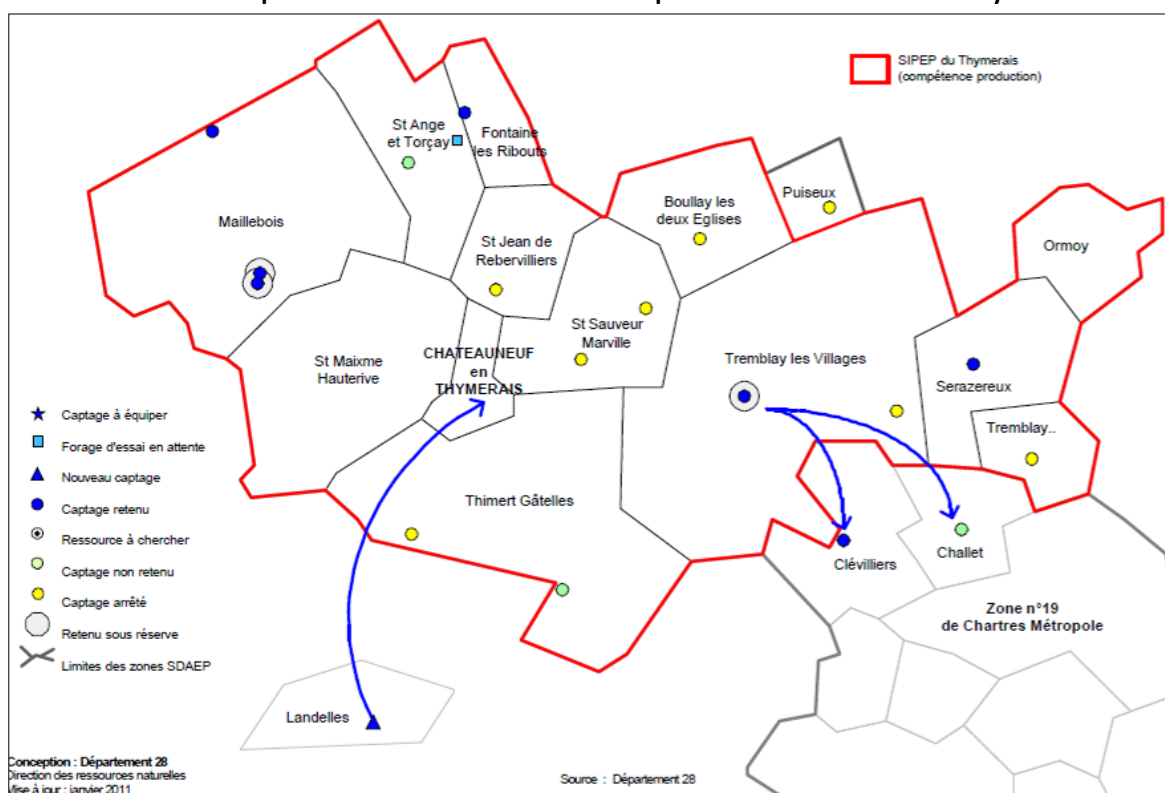 SIPEP du Thymerais
(compétence production)
St Ange
et Torçay
Fontaine
les Ribouts
Maillebois
Boullay les
deux Eglises
Puiseux
Ormoy
St Jean de
Rebervilliers
St Sauveur
Marville
St Maixme
Hauterive
CHATEAUNEUF
en
THYMERAIS
Tremblay les Villages
Serazereux
Tremblay..
Thimert Gâtelles
Clévilliers
Challet
Zone n°19
de Chartres Métropole
Landelles
Captage à équiper
Forage d'essai en attente
Nouveau captage
Captage retenu
Ressource à chercher
Captage non retenu
Captage arrêté
Retenu sous réserve
Limites des zones SDAEP
Conception : Département 28
Direction des ressources naturelles
Mise à jour : janvier 2011
Source : Département 28